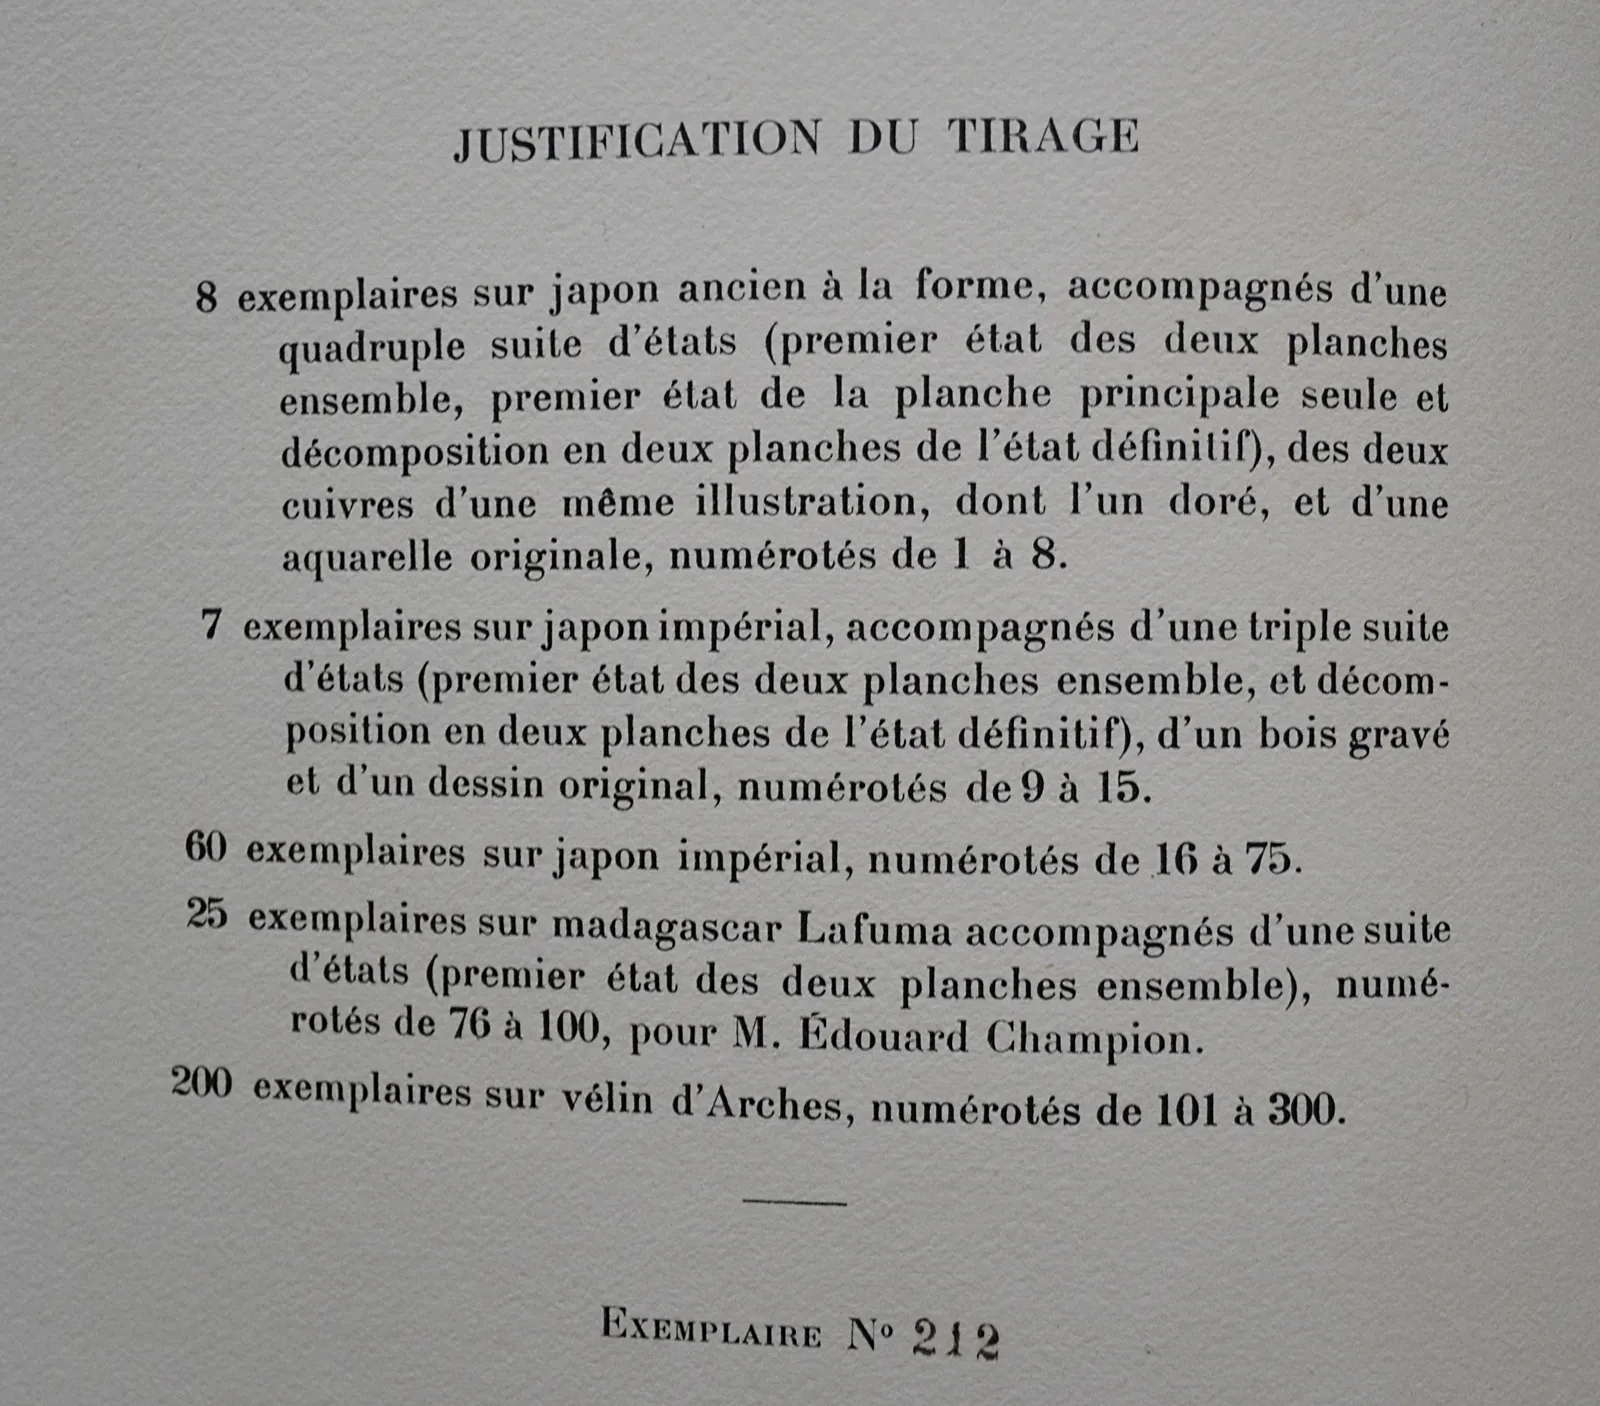 JUSTIFICATION DU TIRAGE
8 exemplaires sur japon ancien à la forme, accompagnés d'une
quadruple suite d'états (premier état des deux planches
ensemble, premier état de la planche principale seule et
décomposition en deux planches de l'état définitif), des deux
cuivres d'une même illustration, dont l'un doré, et d'une
aquarelle originale, numérotés de 1 à 8.
7 exemplaires sur japon impérial, accompagnés d'une triple suite
d'états (premier état des deux planches ensemble, et décom-
position en deux planches de l'état définitif), d'un bois gravé
et d'un dessin original, numérotés de 9 à 15.
60 exemplaires sur japon impérial, numérotés de 16 à 75.
25 exemplaires sur madagascar Lafuma accompagnés d'une suite
d'états (premier état des deux planches ensemble), numé-
rotés de 76 à 100, pour M. Édouard Champion.
200 exemplaires sur vélin d'Arches, numérotés de 101 à 300.
EXEMPLAIRE Nº 212